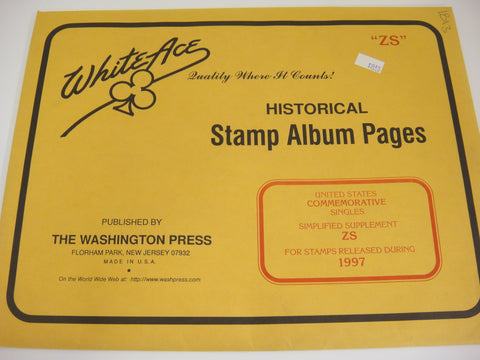 "ZS"
White Ace
Quality Where It Counts!
HISTORICAL
Stamp Album Pages
UNITED STATES
COMMEMORATIVE
SINGLES
SIMPLIFIED SUPPLEMENT
ZS
FOR STAMPS RELEASED DURING
1997
PUBLISHED BY
THE WASHINGTON PRESS
FLORHAM PARK, NEW JERSEY 07932
MADE IN U.S.A.
On the World Wide Web at: http://www.washpress.com